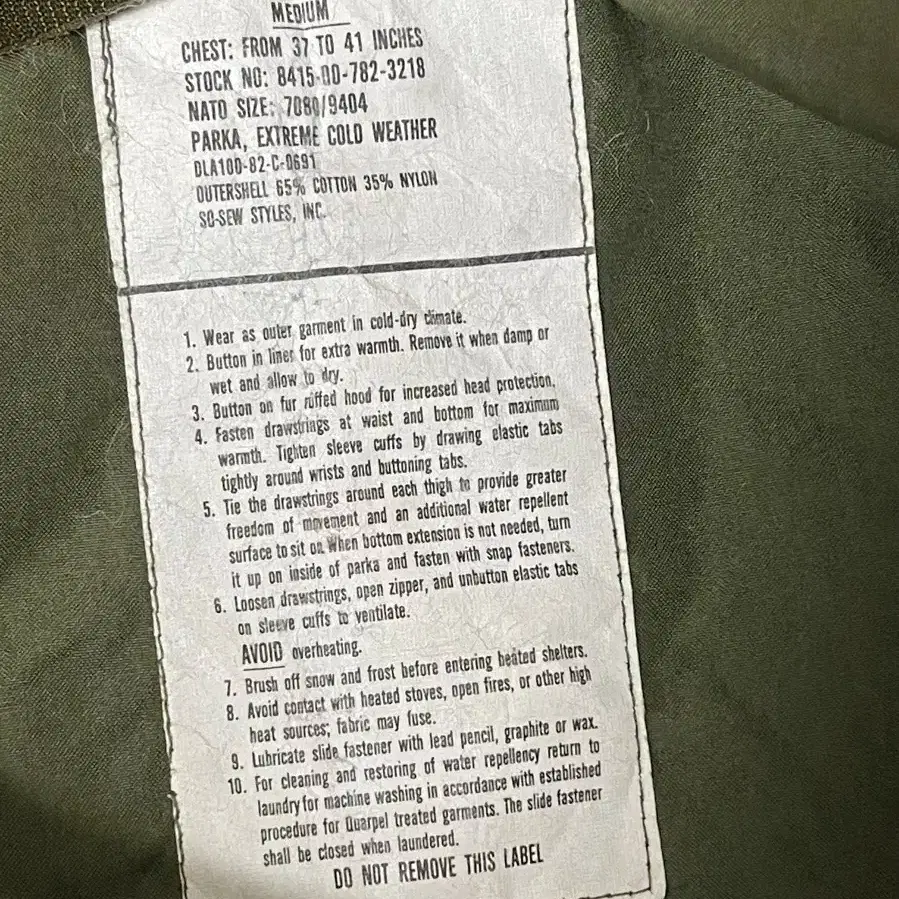 MEDIUM
CHEST: FROM 37 TO 41 INCHES
STOCK NO: 8415-00-782-3218
NATO SIZE: 7080/9404
PARKA, EXTREME COLD WEATHER
DLA100-82-C-0691
OUTERSHELL 65% COTTON 35% NYLON
SO-SEW STYLES, INC.
1. Wear as outer garment in cold-dry climate.
2. Button in liner for extra warmth. Remove it when damp or
wet and allow to dry.
3. Button on fur ruffed hood for increased head protection.
4. Fasten drawstrings at waist and bottom for maximum
warmth. Tighten sleeve cuffs by drawing elastic tabs
tightly around wrists and buttoning tabs.
5. Tie the drawstrings around each thigh to provide greater
freedom of movement and an additional water repellent
surface to sit on. When bottom extension is not needed, turn
it up on inside of parka and fasten with snap fasteners.
6. Loosen drawstrings, open zipper, and unbutton elastic tabs
on sleeve cuffs to ventilate.
AVOID overheating.
7. Brush off snow and frost before entering heated shelters.
8. Avoid contact with heated stoves, open fires, or other high
heat sources; fabric may fuse.
9. Lubricate slide fastener with lead pencil, graphite or wax.
10. For cleaning and restoring of water repellency return to
laundry for machine washing in accordance with established
procedure for Quarpel treated garments. The slide fastener
shall be closed when laundered.
DO NOT REMOVE THIS LABEL